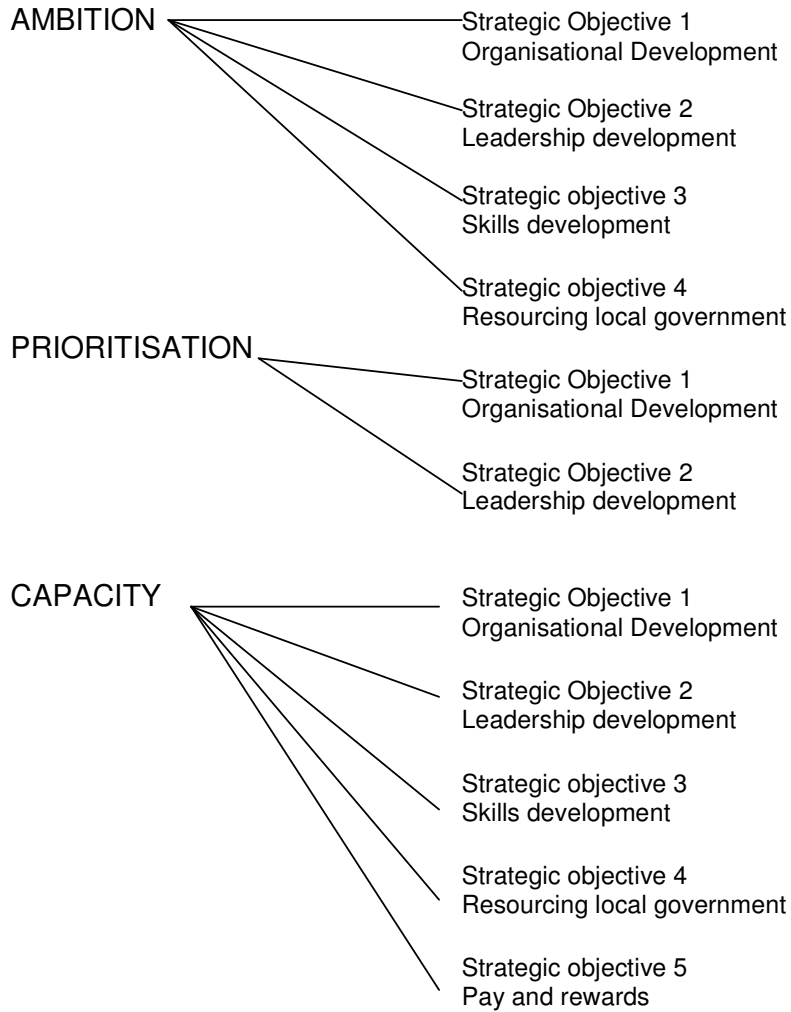 AMBITION
Strategic Objective 1
Organisational Development
Strategic Objective 2
Leadership development
Strategic objective 3
Skills development
Strategic objective 4
Resourcing local government
PRIORITISATION
Strategic Objective 1
Organisational Development
Strategic Objective 2
Leadership development
CAPACITY
Strategic Objective 1
Organisational Development
Strategic Objective 2
Leadership development
Strategic objective 3
Skills development
Strategic objective 4
Resourcing local government
Strategic objective 5
Pay and rewards